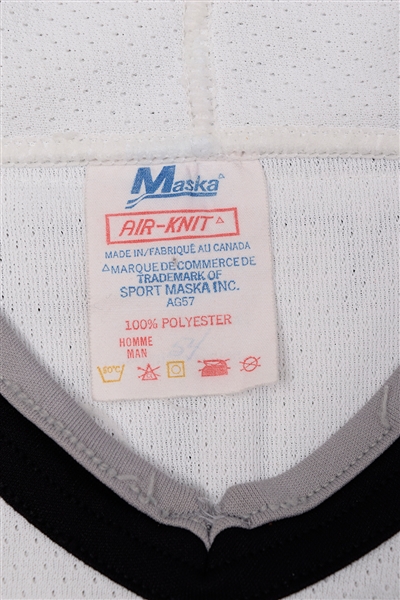 Maska
AIR-KNIT△
MADE IN/FABRIQUÉ AU CANADA
△MARQUE DE COMMERCE DE
TRADEMARK OF
SPORT MASKA INC.
AG57
100% POLYESTER
HOMME
MAN
50°C